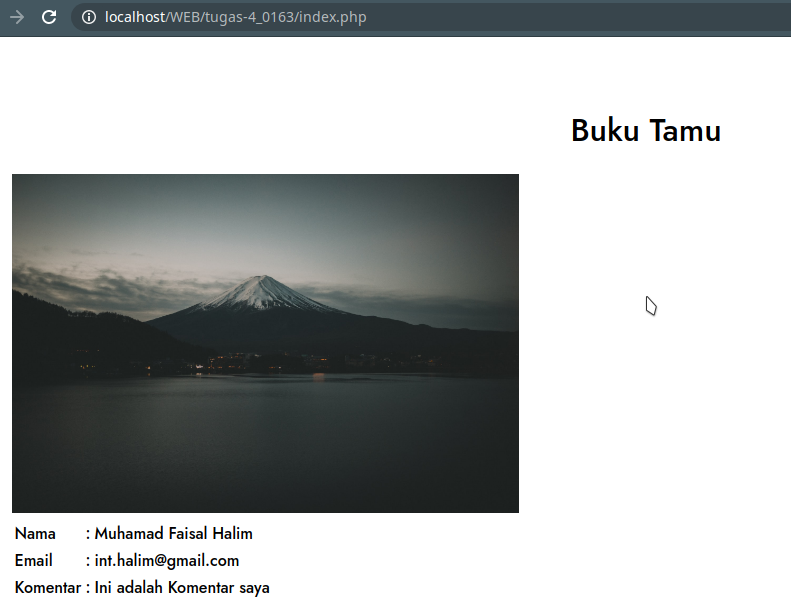 localhost/WEB/tugas-4_0163/index.php
Buku Tamu
Nama : Muhamad Faisal Halim
Email : int.halim@gmail.com
Komentar : Ini adalah Komentar saya